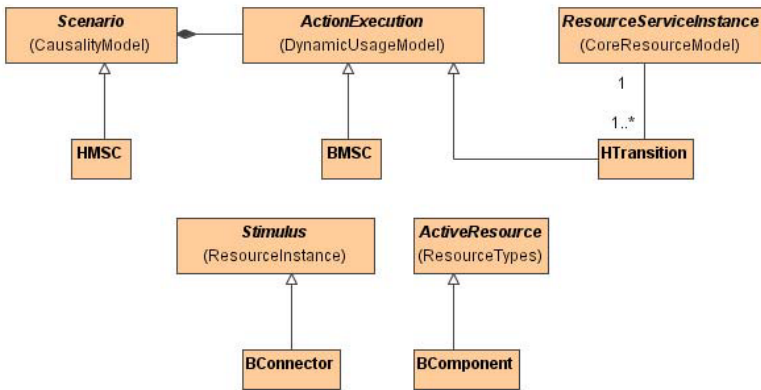 Scenario
(CausalityModel)
ActionExecution
(DynamicUsageModel)
ResourceServiceInstance
(CoreResourceModel)
1
1..*
HMSC
BMSC
HTransition
Stimulus
(ResourceInstance)
ActiveResource
(ResourceTypes)
BConnector
BComponent